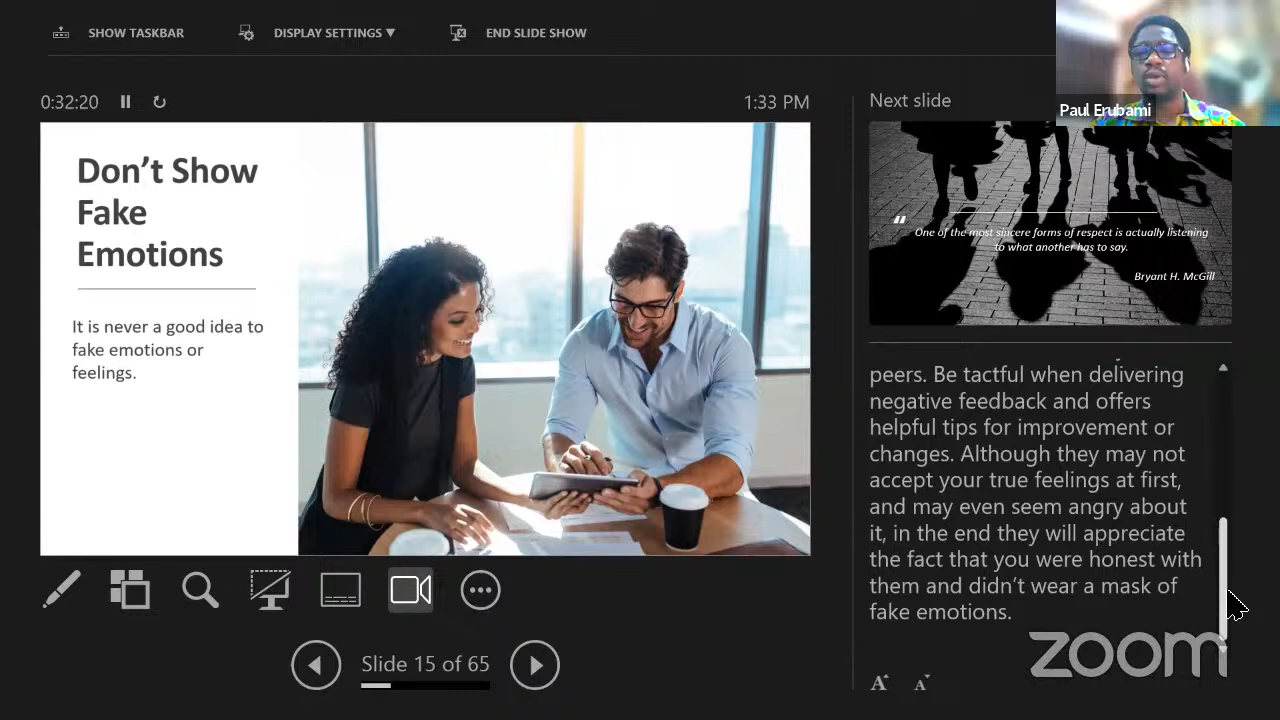 SHOW TASKBAR
DISPLAY SETTINGS ▼
END SLIDE SHOW
Paul Erubami
0:32:20
1:33 PM
Next slide
Don’t Show
Fake
Emotions
It is never a good idea to
fake emotions or
feelings.
"
One of the most sincere forms of respect is actually listening
to what another has to say.
Bryant H. McGill
peers. Be tactful when delivering
negative feedback and offers
helpful tips for improvement or
changes. Although they may not
accept your true feelings at first,
and may even seem angry about
it, in the end they will appreciate
the fact that you were honest with
them and didn’t wear a mask of
fake emotions.
Slide 15 of 65
zoom
A A